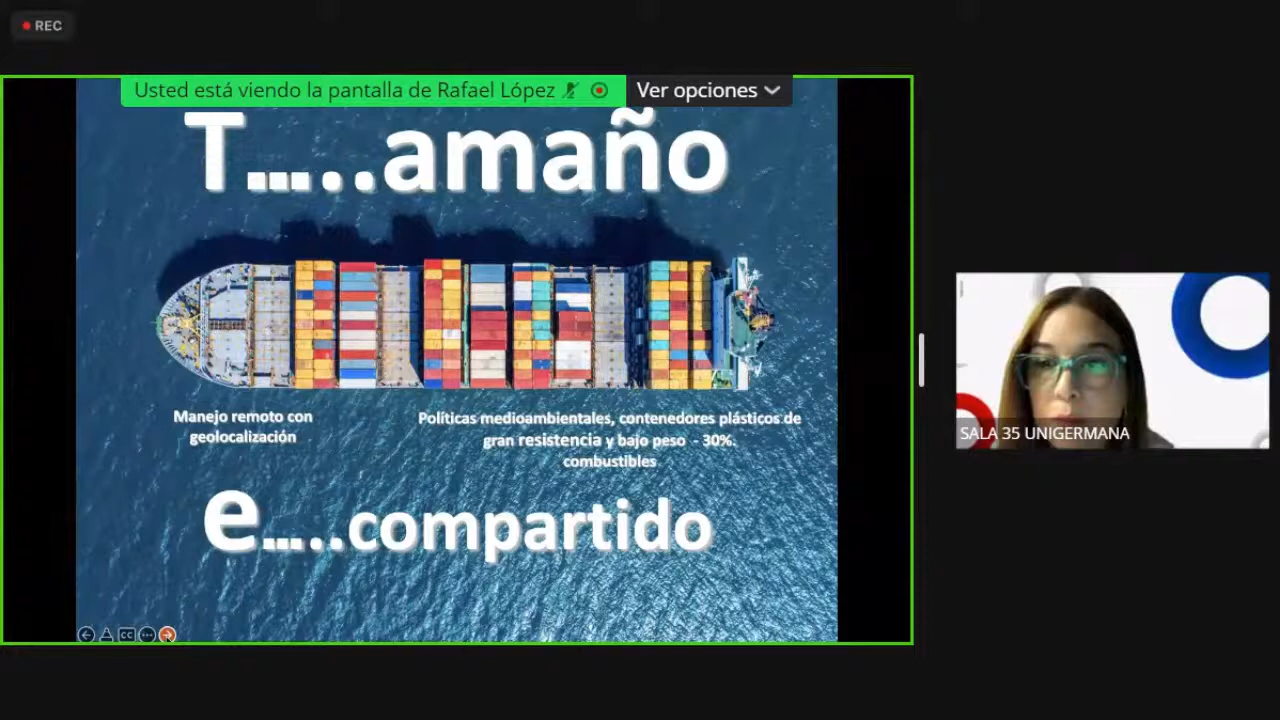 REC
Usted está viendo la pantalla de Rafael López
Ver opciones
T…..amaño
Manejo remoto con
geolocalización
Políticas medioambientales, contenedores plásticos de
gran resistencia y bajo peso - 30%.
combustibles
e…..compartido
CC
SALA 35 UNIGERMANA